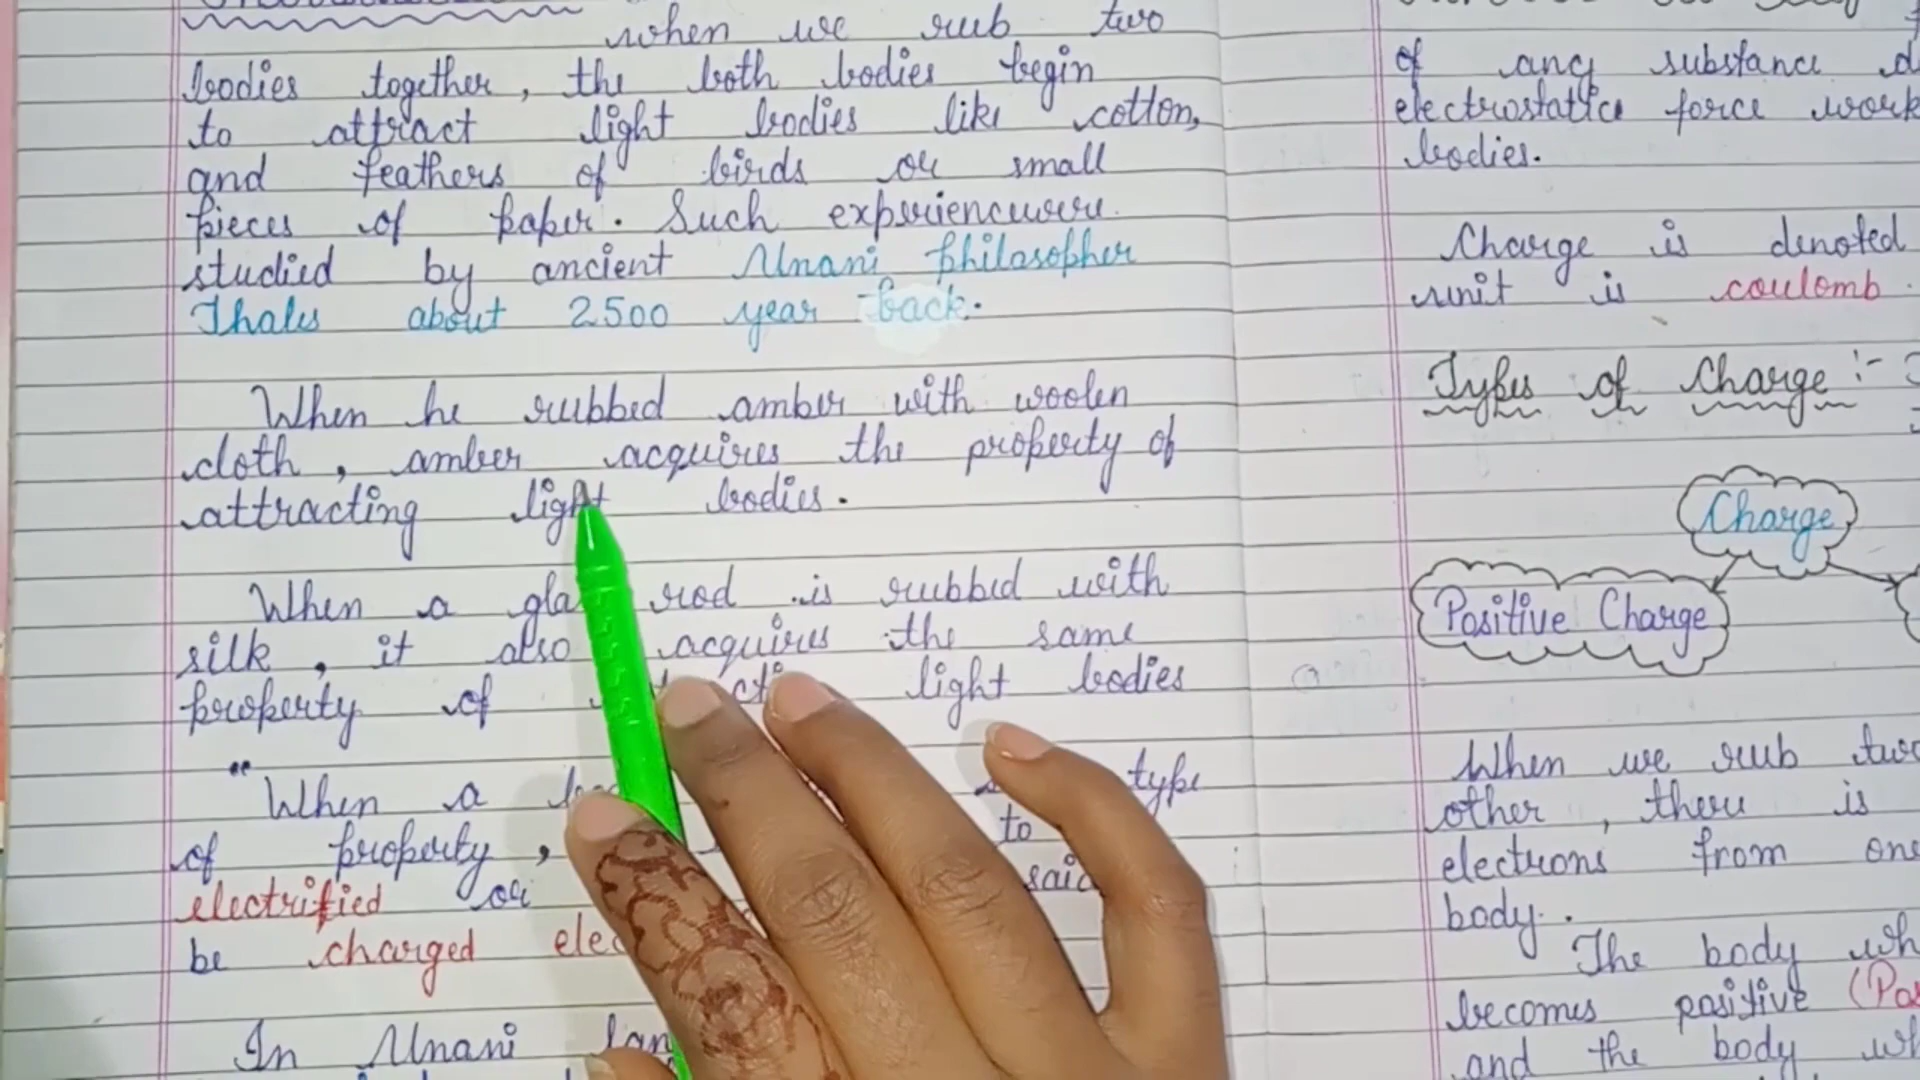 when we rub two
bodies together, the both bodies begin
to attract light bodies like cotton,
and feathers of birds or small
pieces of paper. Such experience were
studied by ancient Unani philosopher
Thales about 2500 year back.
When he rubbed amber with woolen
cloth, amber acquires the property of
attracting light bodies.
When a rod is rubbed with
silk, it also acquires the same
property of light bodies
"When a type
of property, to
electrified or said
be charged
In Unani
of any substance
electrostatics force work
bodies.
Charge is denoted
unit is coulomb.
Types of Charge :-
Charge
Positive Charge
When we rub two
other, there is
electrons from one
body.
The body
becomes positive
and the body